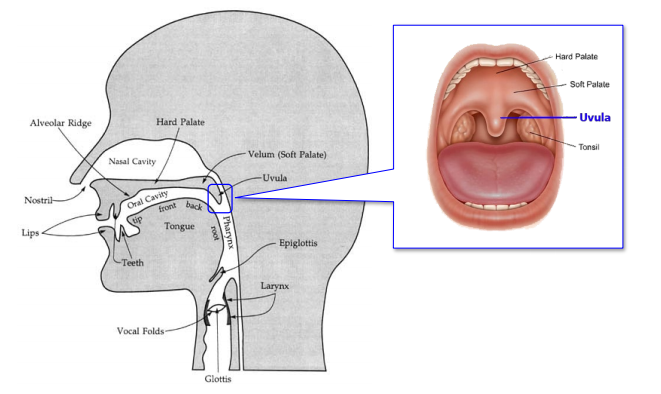 Alveolar Ridge
Hard Palate
Nasal Cavity
Velum (Soft Palate)
Uvula
Nostril
Oral Cavity
tip front back root
Lips
Tongue
Pharynx
Teeth
Epiglottis
Larynx
Vocal Folds
Glottis
Hard Palate
Soft Palate
Uvula
Tonsil